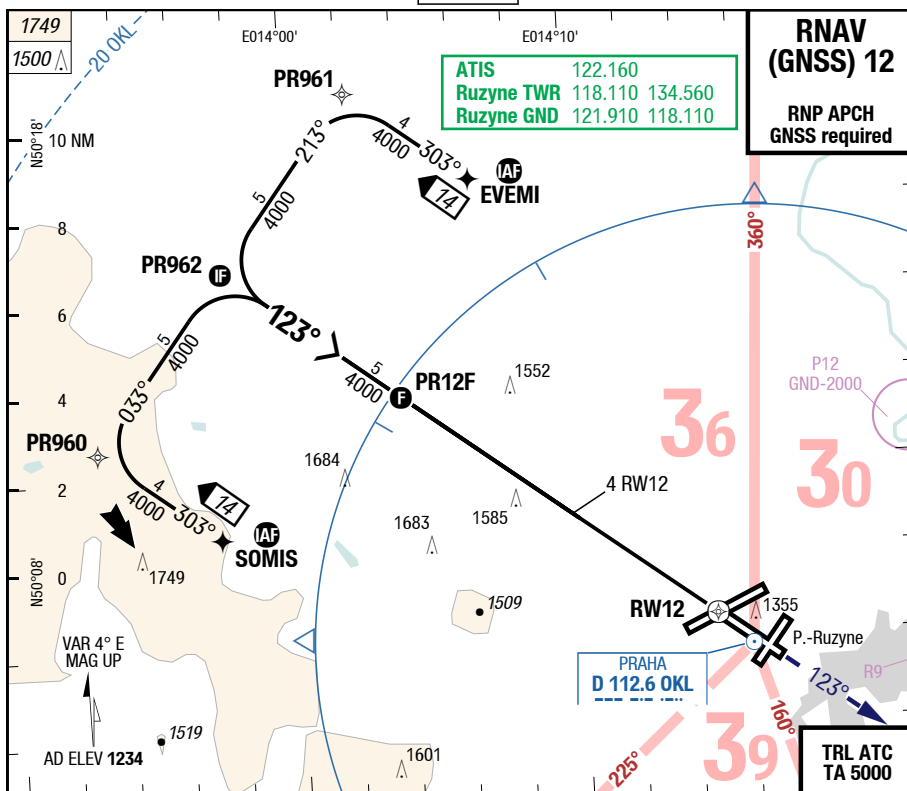 1749
1500
20 OKL
E014°00'
E014°10'
RNAV
(GNSS) 12
RNP APCH
GNSS required
ATIS 122.160
Ruzyne TWR 118.110 134.560
Ruzyne GND 121.910 118.110
PR961
N50°18'
10 NM
213°
4
4000
303°
IAF
EVEMI
14
5
4000
360°
8
PR962
IF
6
123°
5
4000
5
4000
PR12F
F
1552
P12
GND-2000
4
033°
36
30
PR960
1684
4 RW12
2
4
4000
303°
14
IAF
SOMIS
1585
1683
0
N50°08'
1749
1509
RW12
1355
P.-Ruzyne
VAR 4° E
MAG UP
PRAHA
D 112.6 OKL
R9
123°
160°
1519
AD ELEV 1234
1601
225°
39
TRL ATC
TA 5000